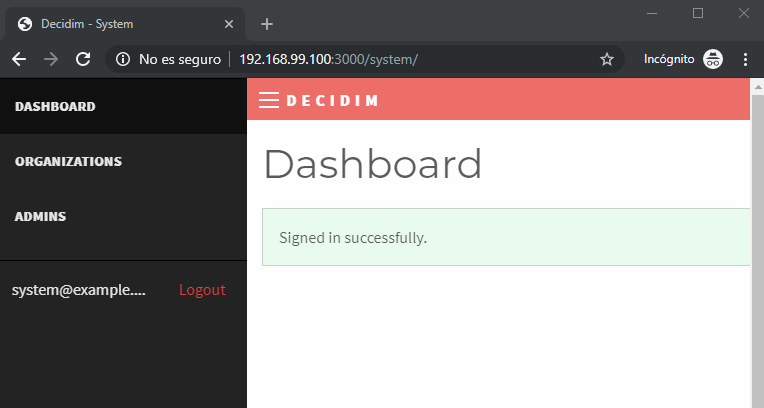 Decidim - System
No es seguro | 192.168.99.100:3000/system/
Incógnito
DASHBOARD
DECIDIM
Dashboard
ORGANIZATIONS
ADMINS
Signed in successfully.
system@example.... Logout